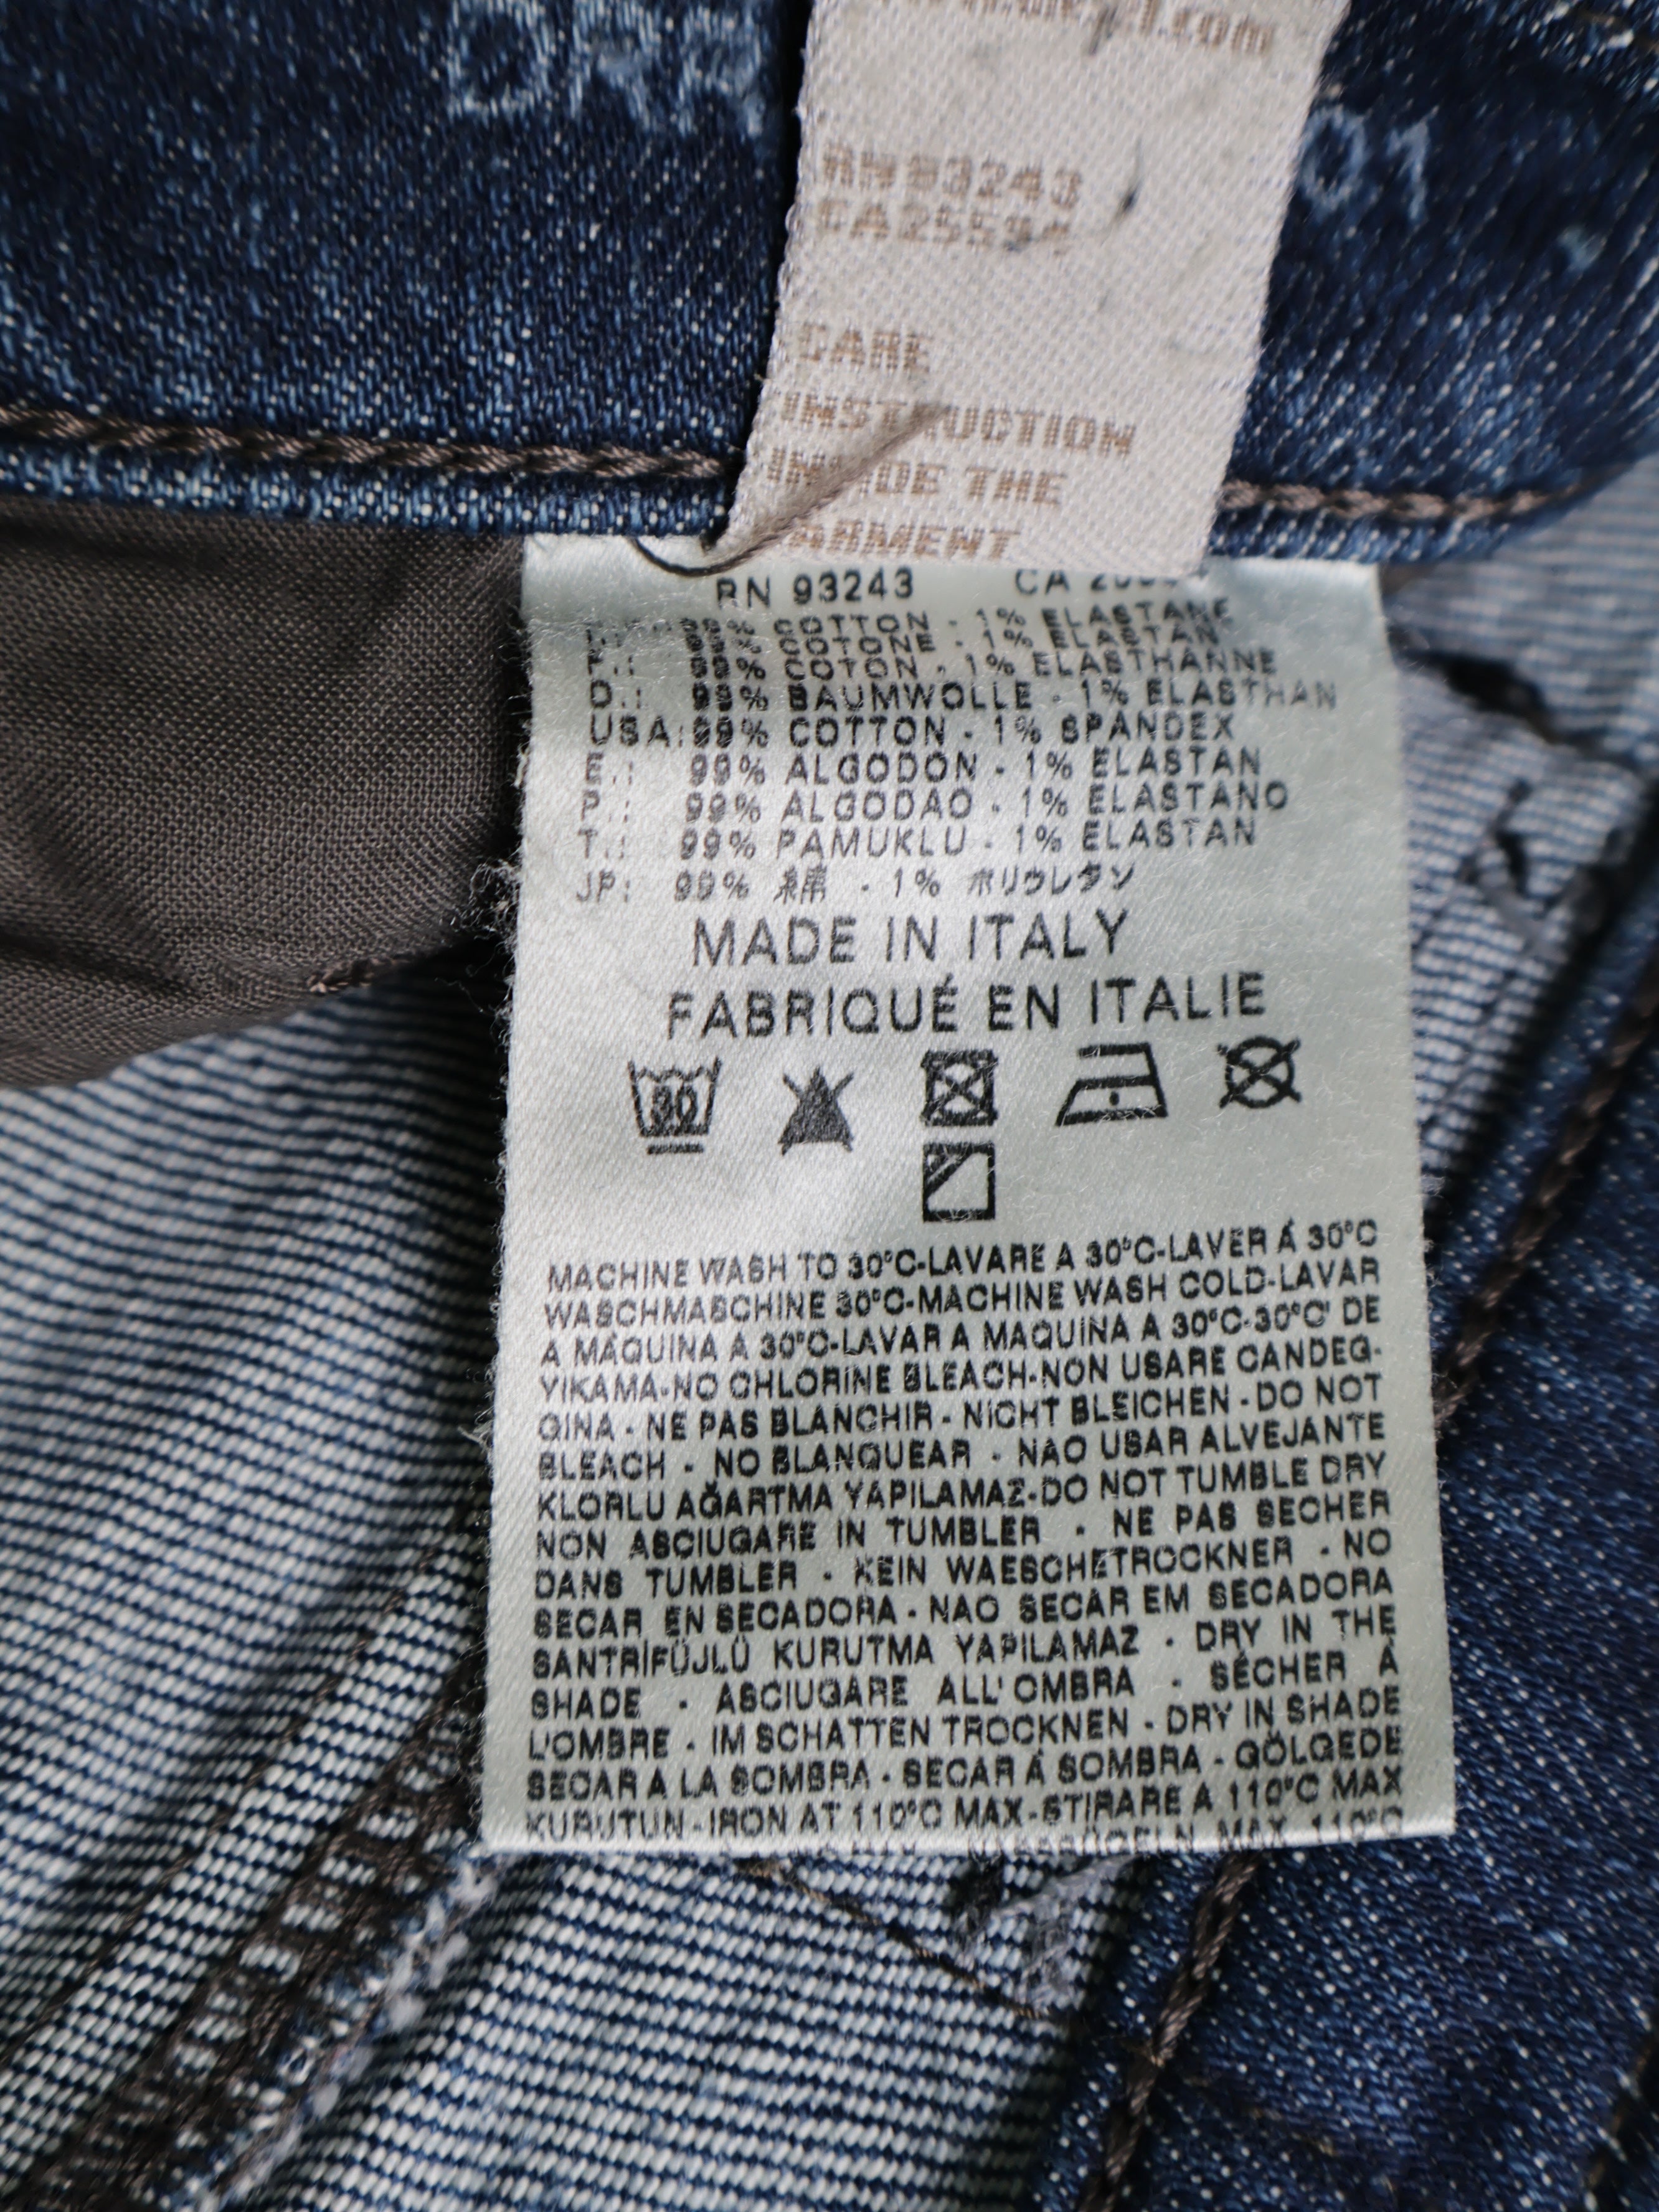 RN93243
CARE
INSTRUCTION
INSIDE THE
GARMENT
RN 93243 CA
99% COTTON - 1% ELASTANE
99% COTONE - 1% ELASTAN
F.: 99% COTON - 1% ELASTHANNE
D.: 99% BAUMWOLLE - 1% ELASTHAN
USA: 99% COTTON - 1% SPANDEX
E.: 99% ALGODON - 1% ELASTAN
P.: 99% ALGODAO - 1% ELASTANO
T.: 99% PAMUKLU - 1% ELASTAN
JP: 99% 綿 - 1% ポリウレタン
MADE IN ITALY
FABRIQUÉ EN ITALIE
30
MACHINE WASH TO 30°C-LAVARE A 30°C-LAVER Á 30°C
WASCHMASCHINE 30°C-MACHINE WASH COLD-LAVAR
A MAQUINA A 30°C-LAVAR A MAQUINA A 30°C-30°C' DE
YIKAMA-NO CHLORINE BLEACH-NON USARE CANDEG-
GINA - NE PAS BLANCHIR - NICHT BLEICHEN - DO NOT
BLEACH - NO BLANQUEAR - NAO USAR ALVEJANTE
KLORLU AĞARTMA YAPILAMAZ-DO NOT TUMBLE DRY
NON ASCIUGARE IN TUMBLER - NE PAS SECHER
DANS TUMBLER - KEIN WAESCHETROCKNER - NO
SECAR EN SECADORA - NAO SECAR EM SECADORA
SANTRİFÜJLÜ KURUTMA YAPILAMAZ - DRY IN THE
SHADE - ASCIUGARE ALL'OMBRA - SÉCHER Á
L'OMBRE - IM SCHATTEN TROCKNEN - DRY IN SHADE
SECAR A LA SOMBRA - SECAR Á SOMBRA - GÖLGEDE
KURUTUN-IRON AT 110°C MAX-STIRARE A 110°C MAX
MAX 110°C